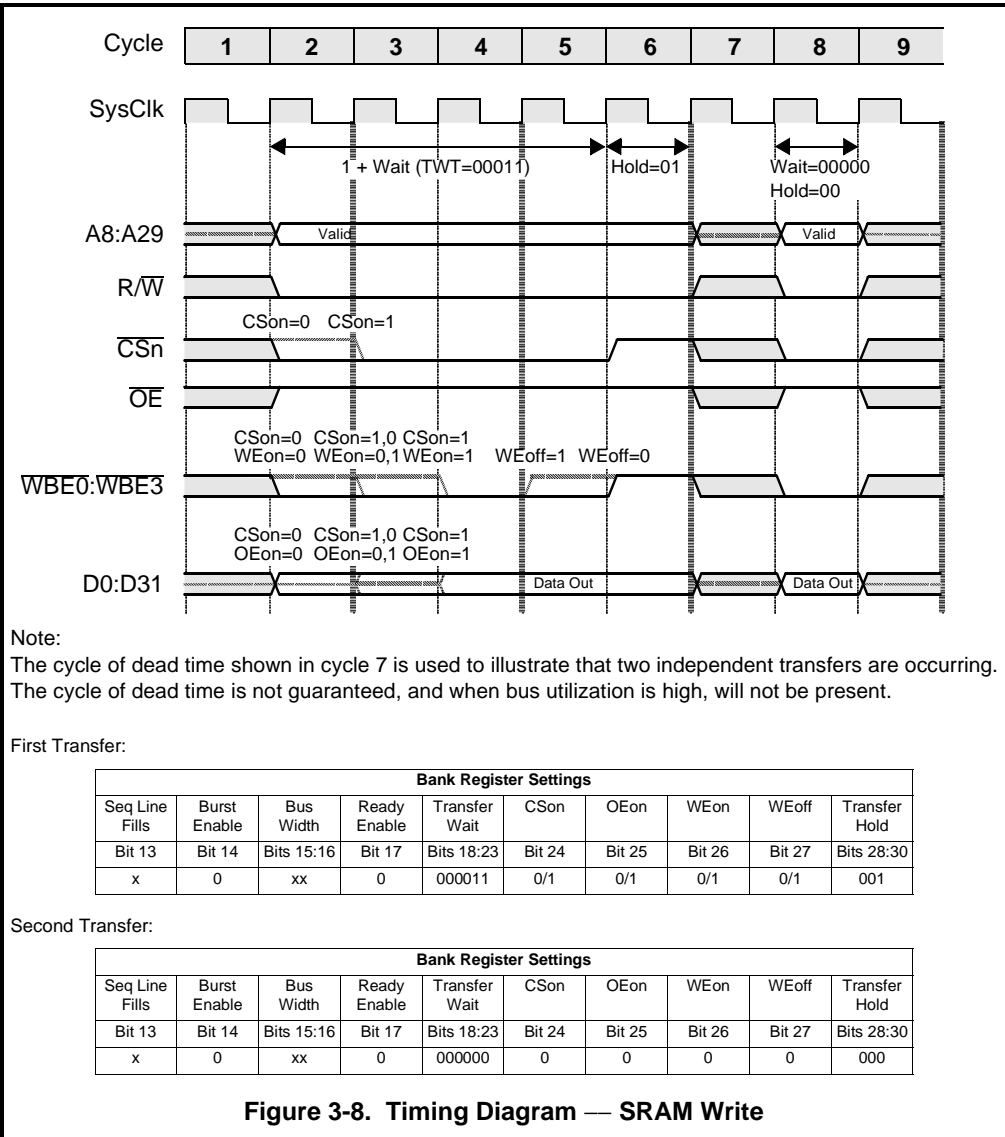 Cycle 1 2 3 4 5 6 7 8 9
SysClk
1 + Wait (TWT=00011) Hold=01 Wait=00000
Hold=00
A8:A29 Valid Valid
R/W̅
CSon=0 CSon=1
C̅S̅n̅
O̅E̅
CSon=0 CSon=1,0 CSon=1
WEon=0 WEon=0,1 WEon=1 WEoff=1 WEoff=0
W̅B̅E̅0̅:W̅B̅E̅3̅
CSon=0 CSon=1,0 CSon=1
OEon=0 OEon=0,1 OEon=1
D0:D31 Data Out Data Out
Note:
The cycle of dead time shown in cycle 7 is used to illustrate that two independent transfers are occurring.
The cycle of dead time is not guaranteed, and when bus utilization is high, will not be present.
First Transfer:
Bank Register Settings
Seq Line Fills Burst Enable Bus Width Ready Enable Transfer Wait CSon OEon WEon WEoff Transfer Hold
Bit 13 Bit 14 Bits 15:16 Bit 17 Bits 18:23 Bit 24 Bit 25 Bit 26 Bit 27 Bits 28:30
x 0 xx 0 000011 0/1 0/1 0/1 0/1 001
Second Transfer:
Bank Register Settings
Seq Line Fills Burst Enable Bus Width Ready Enable Transfer Wait CSon OEon WEon WEoff Transfer Hold
Bit 13 Bit 14 Bits 15:16 Bit 17 Bits 18:23 Bit 24 Bit 25 Bit 26 Bit 27 Bits 28:30
x 0 xx 0 000000 0 0 0 0 000
Figure 3-8. Timing Diagram — SRAM Write